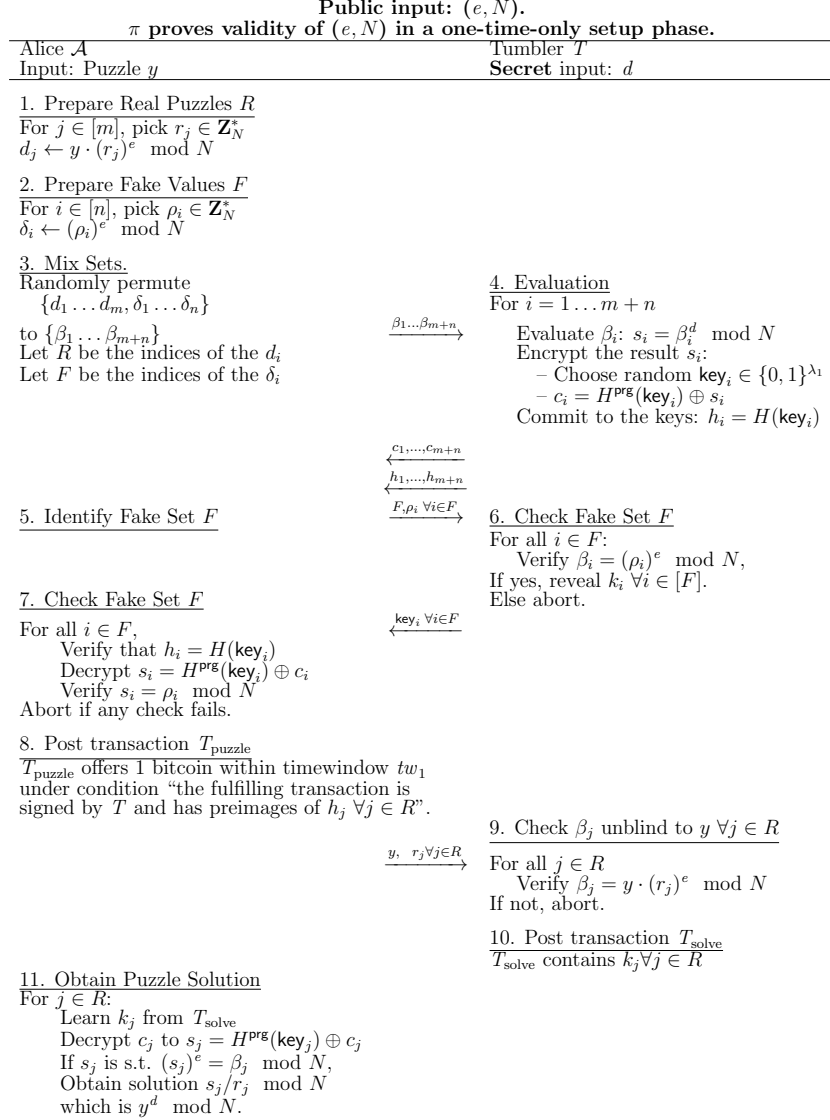 Public input: (e, N).
π proves validity of (e, N) in a one-time-only setup phase.
Alice 𝒜
Tumbler T
Input: Puzzle y
Secret input: d
1. Prepare Real Puzzles R
For j ∈ [m], pick r_j ∈ Z*_N
d_j ← y · (r_j)^e mod N
2. Prepare Fake Values F
For i ∈ [n], pick ρ_i ∈ Z*_N
δ_i ← (ρ_i)^e mod N
3. Mix Sets.
Randomly permute
{d_1 … d_m, δ_1 … δ_n}
to {β_1 … β_{m+n}}
Let R be the indices of the d_i
Let F be the indices of the δ_i
β_1…β_{m+n}
4. Evaluation
For i = 1 … m + n
Evaluate β_i: s_i = β_i^d mod N
Encrypt the result s_i:
– Choose random key_i ∈ {0, 1}^{λ_1}
– c_i = H^prg(key_i) ⊕ s_i
Commit to the keys: h_i = H(key_i)
c_1,…,c_{m+n}
h_1,…,h_{m+n}
5. Identify Fake Set F
F,ρ_i ∀i∈F
6. Check Fake Set F
For all i ∈ F:
Verify β_i = (ρ_i)^e mod N,
If yes, reveal k_i ∀i ∈ [F].
Else abort.
7. Check Fake Set F
key_i ∀i∈F
For all i ∈ F,
Verify that h_i = H(key_i)
Decrypt s_i = H^prg(key_i) ⊕ c_i
Verify s_i = ρ_i mod N
Abort if any check fails.
8. Post transaction T_puzzle
T_puzzle offers 1 bitcoin within timewindow tw_1
under condition “the fulfilling transaction is
signed by T and has preimages of h_j ∀j ∈ R”.
9. Check β_j unblind to y ∀j ∈ R
y, r_j∀j∈R
For all j ∈ R
Verify β_j = y · (r_j)^e mod N
If not, abort.
10. Post transaction T_solve
T_solve contains k_j∀j ∈ R
11. Obtain Puzzle Solution
For j ∈ R:
Learn k_j from T_solve
Decrypt c_j to s_j = H^prg(key_j) ⊕ c_j
If s_j is s.t. (s_j)^e = β_j mod N,
Obtain solution s_j/r_j mod N
which is y^d mod N.